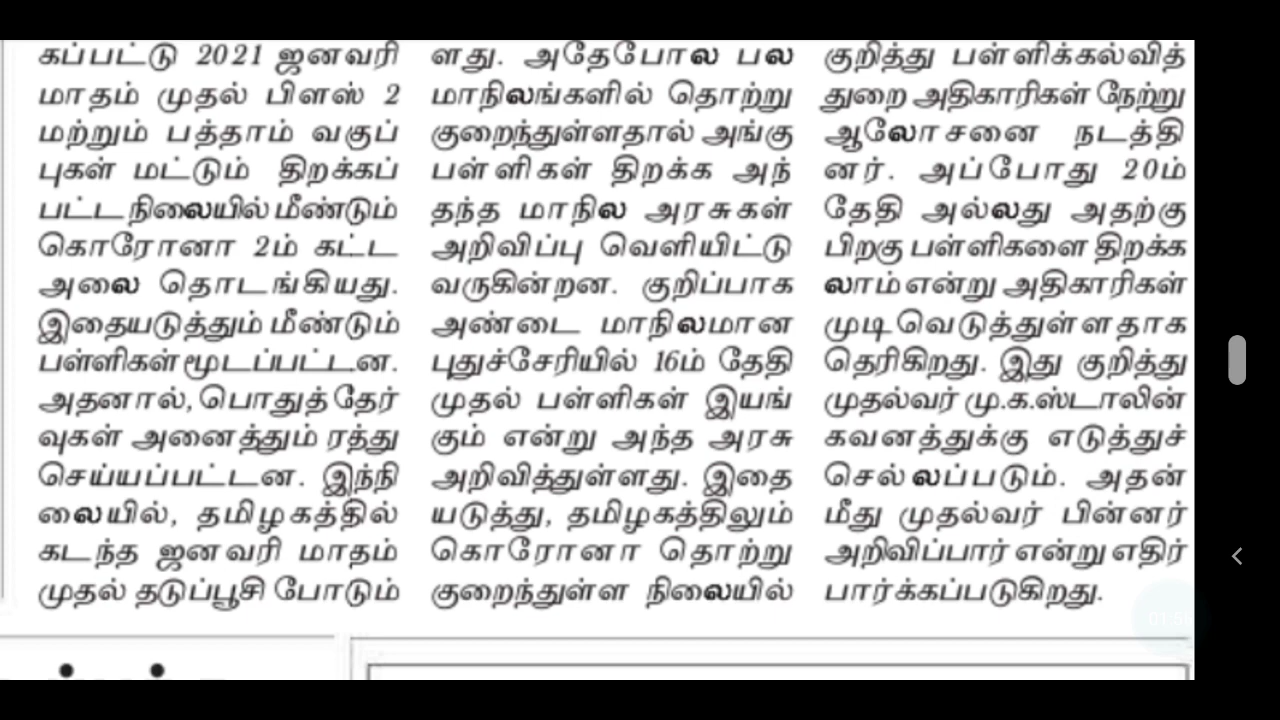 கப்பட்டு 2021 ஜனவரி
மாதம் முதல் பிளஸ் 2
மற்றும் பத்தாம் வகுப்
புகள் மட்டும் திறக்கப்
பட்ட நிலையில் மீண்டும்
கொரோனா 2ம் கட்ட
அலை தொடங்கியது.
இதையடுத்தும் மீண்டும்
பள்ளிகள் மூடப்பட்டன.
அதனால், பொதுத் தேர்
வுகள் அனைத்தும் ரத்து
செய்யப்பட்டன. இந்நி
லையில், தமிழகத்தில்
கடந்த ஜனவரி மாதம்
முதல் தடுப்பூசி போடும்
ளது. அதேபோல பல
மாநிலங்களில் தொற்று
குறைந்துள்ளதால் அங்கு
பள்ளிகள் திறக்க அந்
தந்த மாநில அரசுகள்
அறிவிப்பு வெளியிட்டு
வருகின்றன. குறிப்பாக
அண்டை மாநிலமான
புதுச்சேரியில் 16ம் தேதி
முதல் பள்ளிகள் இயங்
கும் என்று அந்த அரசு
அறிவித்துள்ளது. இதை
யடுத்து, தமிழகத்திலும்
கொரோனா தொற்று
குறைந்துள்ள நிலையில்
குறித்து பள்ளிக்கல்வித்
துறை அதிகாரிகள் நேற்று
ஆலோசனை நடத்தி
னர். அப்போது 20ம்
தேதி அல்லது அதற்கு
பிறகு பள்ளிகளை திறக்க
லாம் என்று அதிகாரிகள்
முடிவெடுத்துள்ளதாக
தெரிகிறது. இது குறித்து
முதல்வர் மு.க.ஸ்டாலின்
கவனத்துக்கு எடுத்துச்
செல்லப்படும். அதன்
மீது முதல்வர் பின்னர்
அறிவிப்பார் என்று எதிர்
பார்க்கப்படுகிறது.